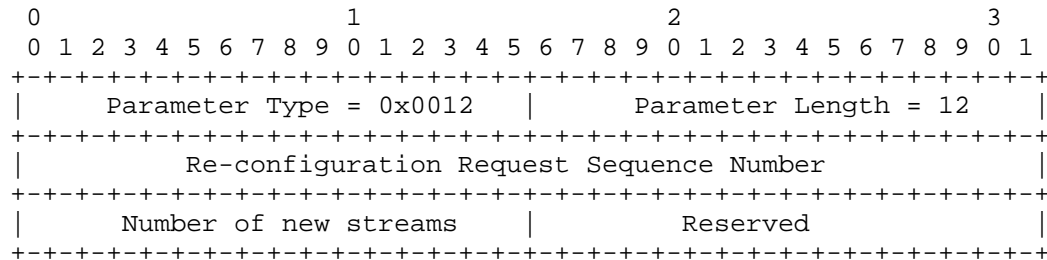 0                   1                   2                   3
 0 1 2 3 4 5 6 7 8 9 0 1 2 3 4 5 6 7 8 9 0 1 2 3 4 5 6 7 8 9 0 1
+-+-+-+-+-+-+-+-+-+-+-+-+-+-+-+-+-+-+-+-+-+-+-+-+-+-+-+-+-+-+-+-+
|     Parameter Type = 0x0012   |      Parameter Length = 12    |
+-+-+-+-+-+-+-+-+-+-+-+-+-+-+-+-+-+-+-+-+-+-+-+-+-+-+-+-+-+-+-+-+
|          Re-configuration Request Sequence Number             |
+-+-+-+-+-+-+-+-+-+-+-+-+-+-+-+-+-+-+-+-+-+-+-+-+-+-+-+-+-+-+-+-+
|      Number of new streams    |         Reserved              |
+-+-+-+-+-+-+-+-+-+-+-+-+-+-+-+-+-+-+-+-+-+-+-+-+-+-+-+-+-+-+-+-+